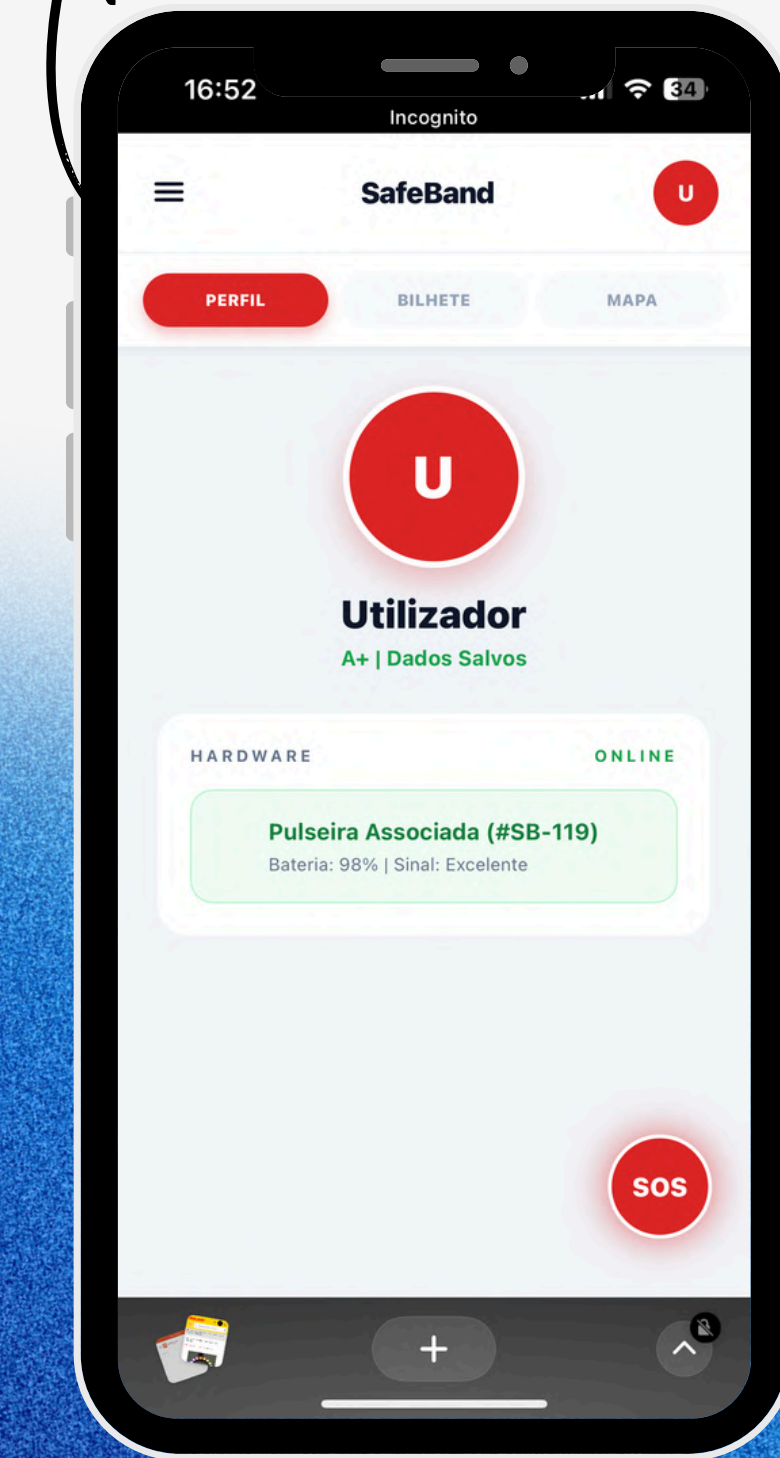 16:52
34
Incognito
SafeBand
U
PERFIL
BILHETE
MAPA
U
Utilizador
A+ | Dados Salvos
HARDWARE
ONLINE
Pulseira Associada (#SB-119)
Bateria: 98% | Sinal: Excelente
SOS